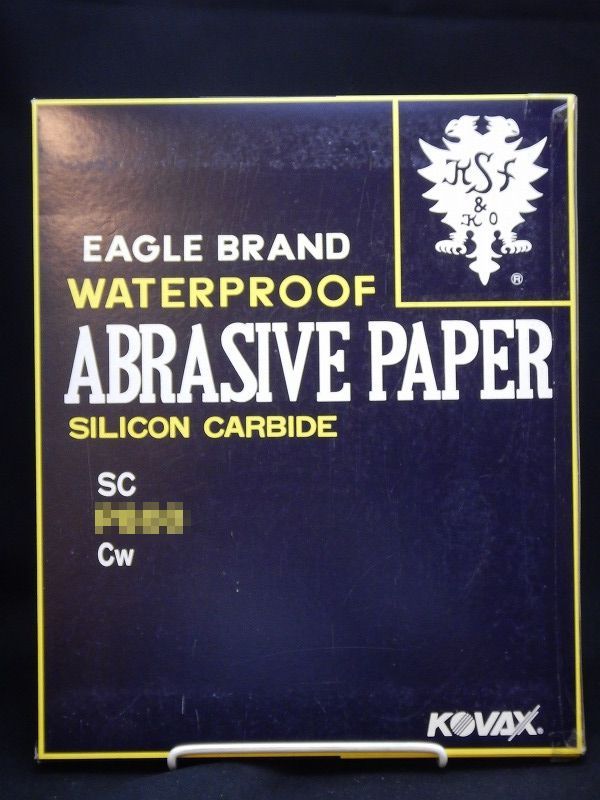 KSf
&
Ko
®
EAGLE BRAND
WATERPROOF
ABRASIVE PAPER
SILICON CARBIDE
SC
Cw
KOVAX®